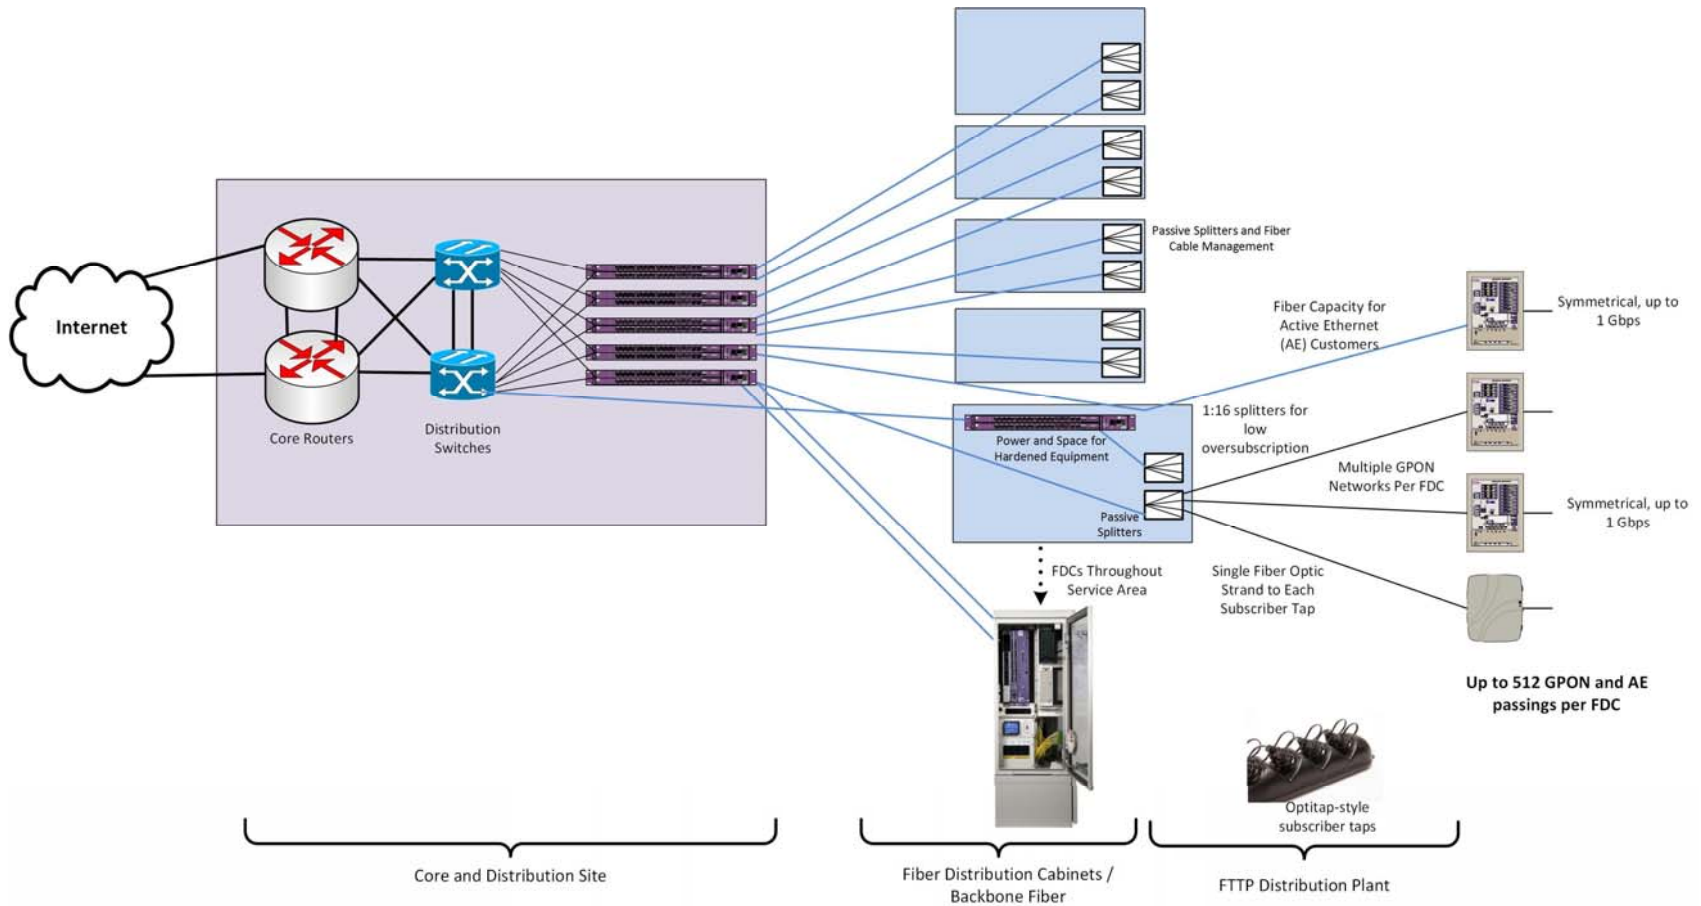 Passive Splitters and Fiber
Cable Management
Internet
Core Routers
Distribution
Switches
Fiber Capacity for
Active Ethernet
(AE) Customers
Symmetrical, up to
1 Gbps
Power and Space for
Hardened Equipment
1:16 splitters for
low
oversubscription
Multiple GPON
Networks Per FDC
Passive
Splitters
Symmetrical, up to
1 Gbps
FDCs Throughout
Service Area
Single Fiber Optic
Strand to Each
Subscriber Tap
Up to 512 GPON and AE
passings per FDC
Optitap-style
subscriber taps
Core and Distribution Site
Fiber Distribution Cabinets /
Backbone Fiber
FTTP Distribution Plant